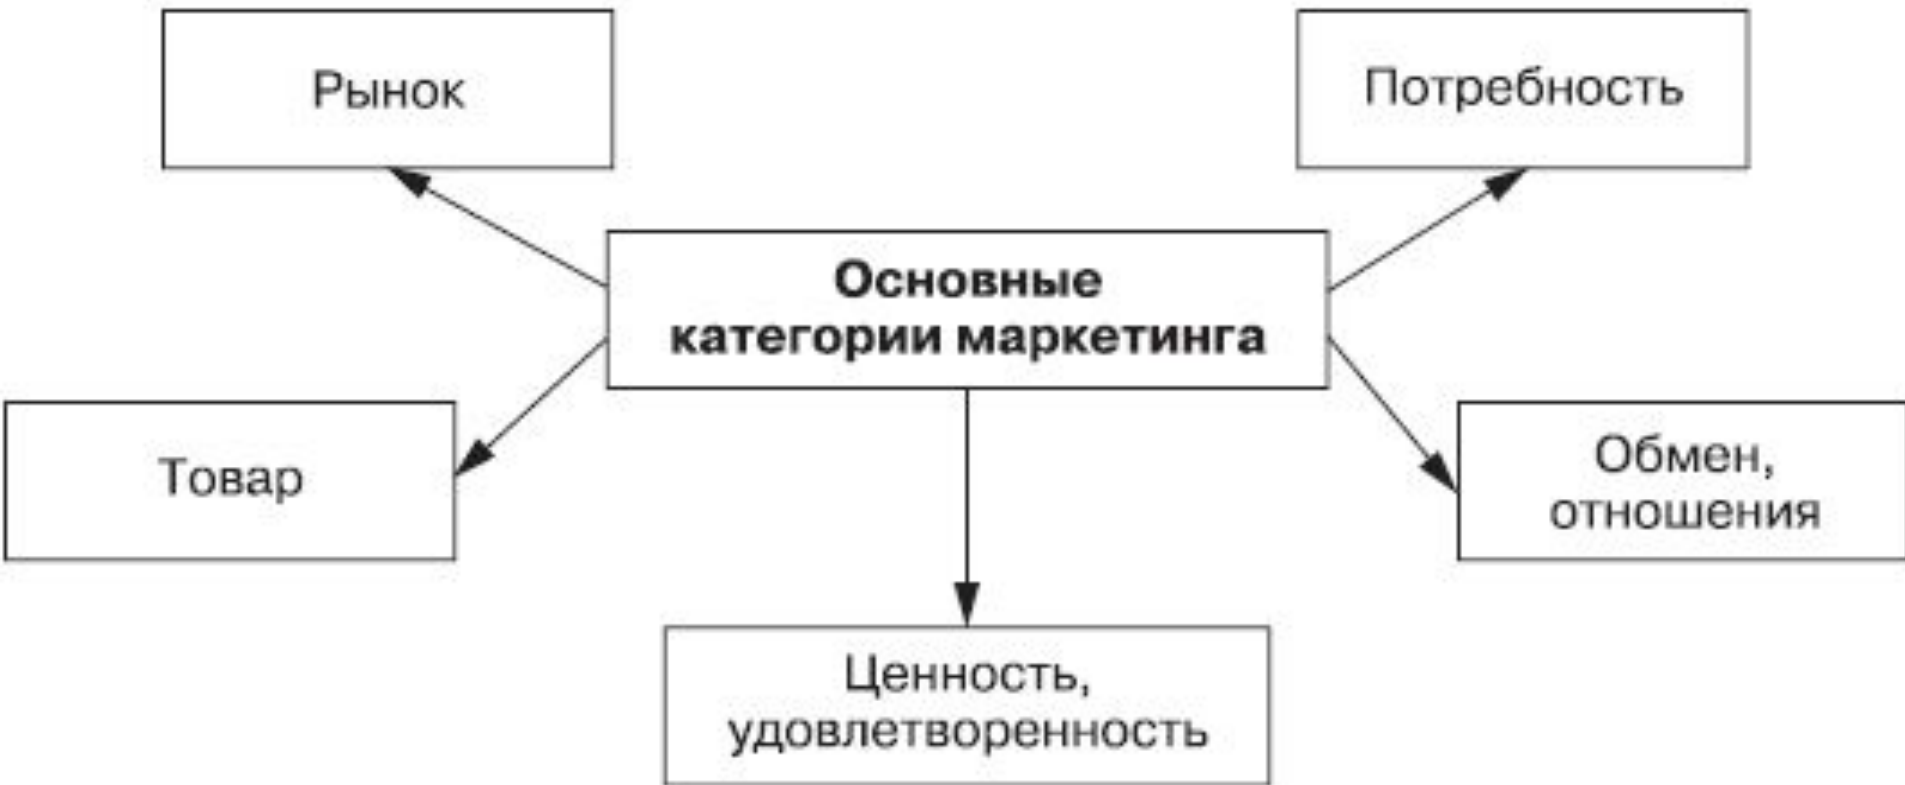 Рынок
Потребность
Основные
категории маркетинга
Товар
Обмен,
отношения
Ценность,
удовлетворенность